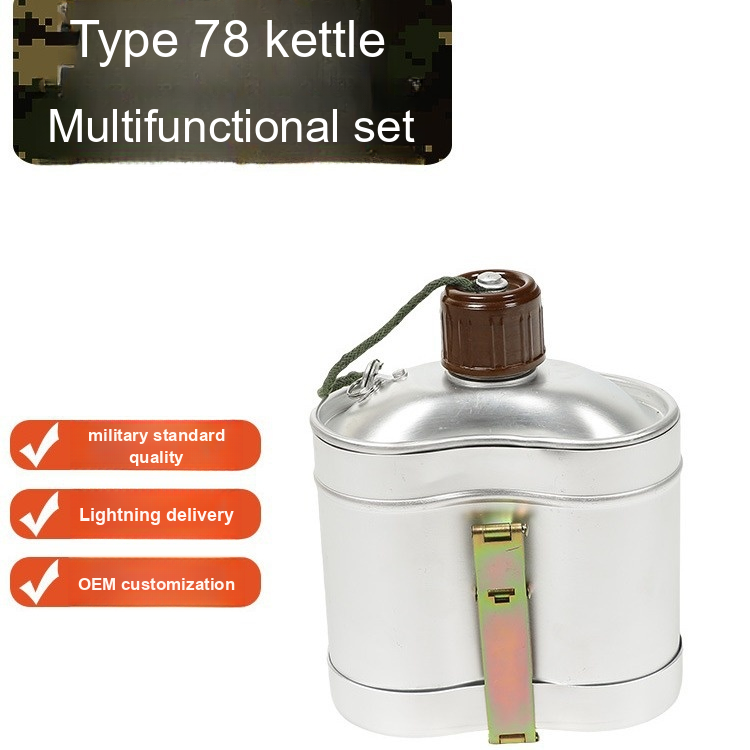 Type 78 kettle
Multifunctional set
military standard
quality
Lightning delivery
OEM customization